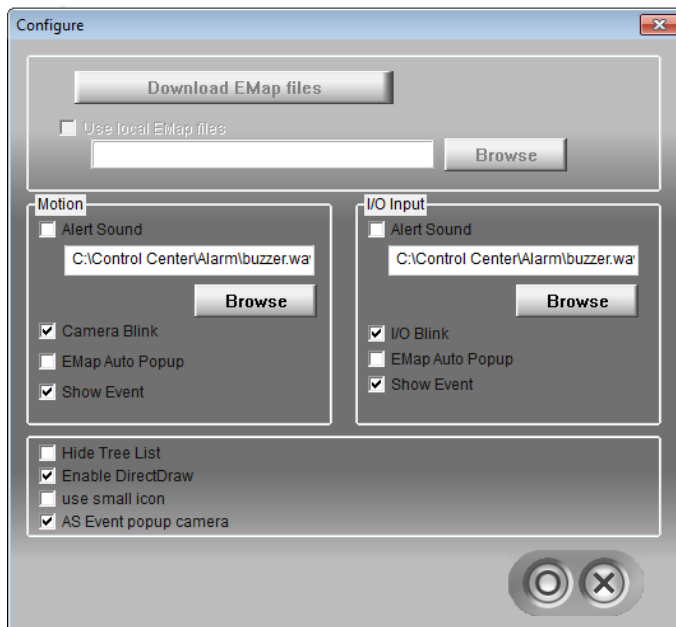 Configure
Download EMap files
Use local EMap files
Browse
Motion
Alert Sound
C:\Control Center\Alarm\buzzer.wav
Browse
Camera Blink
EMap Auto Popup
Show Event
I/O Input
Alert Sound
C:\Control Center\Alarm\buzzer.wav
Browse
I/O Blink
EMap Auto Popup
Show Event
Hide Tree List
Enable DirectDraw
use small icon
AS Event popup camera